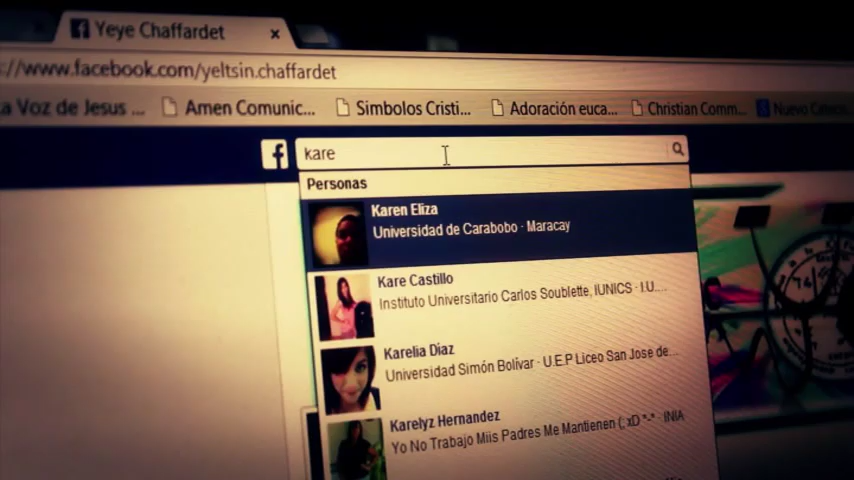 Yeye Chaffardet
://www.facebook.com/yeltsin.chaffardet
a Voz de Jesus ... Amen Comunic... Simbolos Cristi... Adoración euca... Christian Comm... Nuevo
f kare
Personas
Karen Eliza
Universidad de Carabobo · Maracay
Kare Castillo
Instituto Universitario Carlos Soublette, IUNICS · I.U....
Karelia Díaz
Universidad Simón Bolívar · U.E.P Liceo San Jose de...
Karelyz Hernandez
Yo No Trabajo Miis Padres Me Mantienen (; xD *-* · INIA